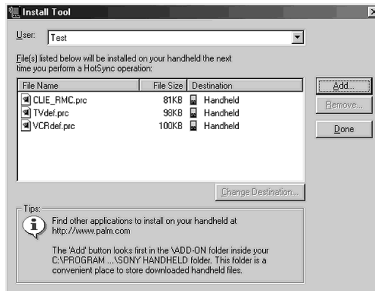 Install Tool
User: Test
File(s) listed below will be installed on your handheld the next
time you perform a HotSync operation:
File Name File Size Destination
CLIE_RMC.prc 81KB Handheld
TVdef.prc 98KB Handheld
VCRdef.prc 100KB Handheld
Add...
Remove...
Done
Change Destination...
Tips:
Find other applications to install on your handheld at
http://www.palm.com
The 'Add' button looks first in the \ADD-ON folder inside your
C:\PROGRAM ...\SONY HANDHELD folder. This folder is a
convenient place to store downloaded handheld files.